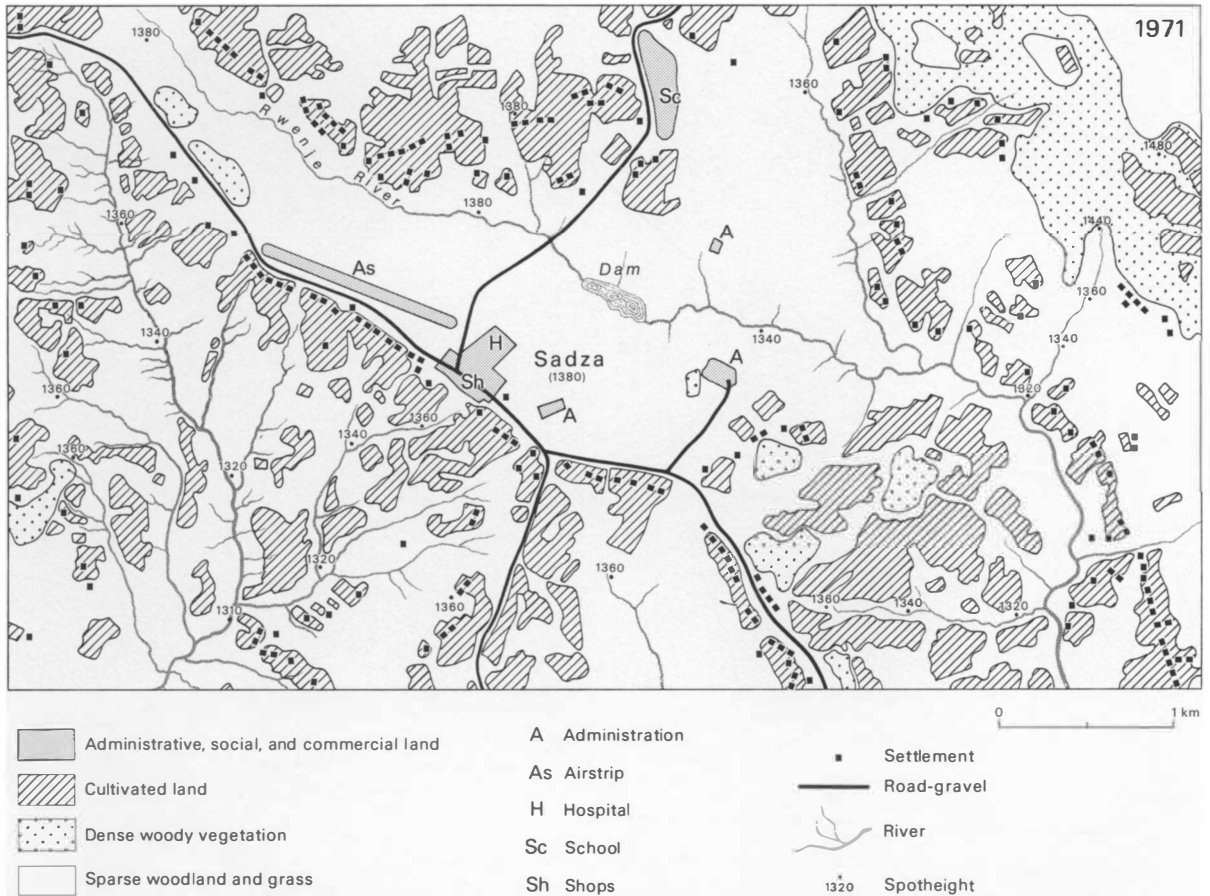 1971
1380
1360
1380
Sc
Rwenje River
1480
1360
1380
1440
A
As
Dam
1360
1340
1340
1340
H
Sadza
(1380)
A
Sh
A
1320
1360
1360
1340
1360
1320
1320
1360
1360
1360
1340
1320
1310
0 1 km
Administrative, social, and commercial land
Cultivated land
Dense woody vegetation
Sparse woodland and grass
A Administration
As Airstrip
H Hospital
Sc School
Sh Shops
Settlement
Road-gravel
River
1320 Spotheight